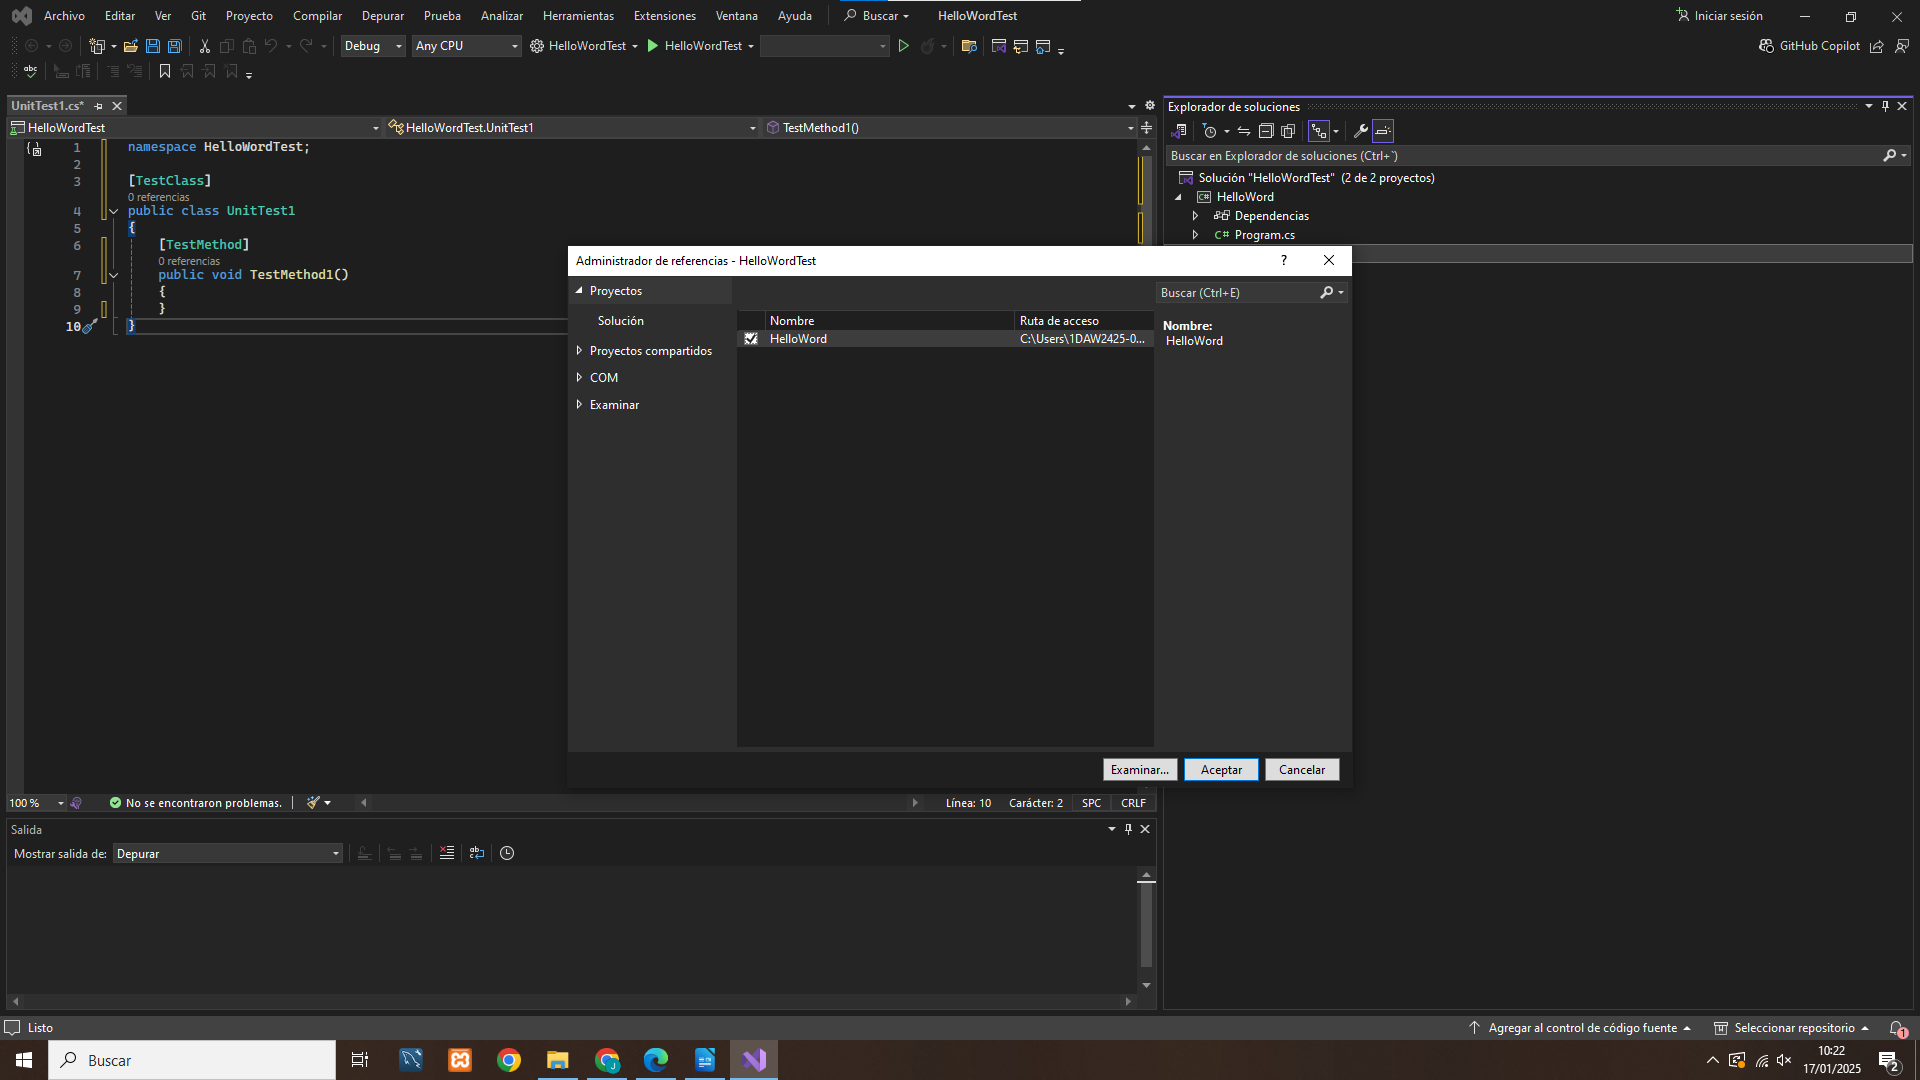 Archivo Editar Ver Git Proyecto Compilar Depurar Prueba Analizar Herramientas Extensiones Ventana Ayuda Buscar HelloWordTest Iniciar sesión
Debug Any CPU HelloWordTest HelloWordTest GitHub Copilot
abc
UnitTest1.cs*
HelloWordTest HelloWordTest.UnitTest1 TestMethod1()
1 namespace HelloWordTest;
2
3 [TestClass]
0 referencias
4 public class UnitTest1
5 {
6 [TestMethod]
0 referencias
7 public void TestMethod1()
8 {
9 }
10 }
Explorador de soluciones
Buscar en Explorador de soluciones (Ctrl+`)
Solución "HelloWordTest" (2 de 2 proyectos)
C# HelloWord
Dependencias
C# Program.cs
Administrador de referencias - HelloWordTest ?
Proyectos
Solución
Proyectos compartidos
COM
Examinar
Buscar (Ctrl+E)
Nombre Ruta de acceso
HelloWord C:\Users\1DAW2425-0...
Nombre:
HelloWord
Examinar... Aceptar Cancelar
100 % No se encontraron problemas. Línea: 10 Carácter: 2 SPC CRLF
Salida
Mostrar salida de: Depurar
Listo Agregar al control de código fuente Seleccionar repositorio 1
Buscar
10:22
17/01/2025
2